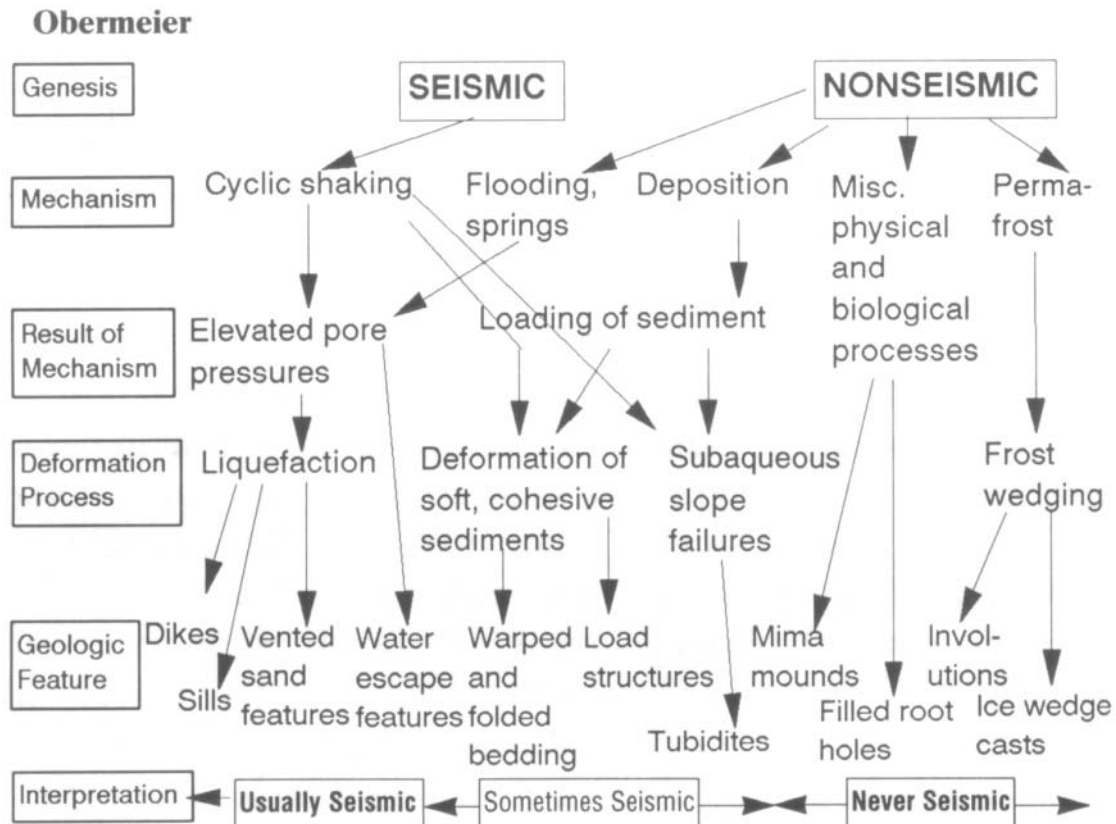 Obermeier
Genesis
SEISMIC
NONSEISMIC
Mechanism
Cyclic shaking
Flooding,
springs
Deposition
Misc.
physical
and
biological
processes
Perma-
frost
Result of
Mechanism
Elevated pore
pressures
Loading of sediment
Deformation
Process
Liquefaction
Deformation of
soft, cohesive
sediments
Subaqueous
slope
failures
Frost
wedging
Geologic
Feature
Dikes
Sills
Vented
sand
features
Water
escape
features
Warped
and
folded
bedding
Load
structures
Tubidites
Mima
mounds
Filled root
holes
Invol-
utions
Ice wedge
casts
Interpretation
Usually Seismic
Sometimes Seismic
Never Seismic